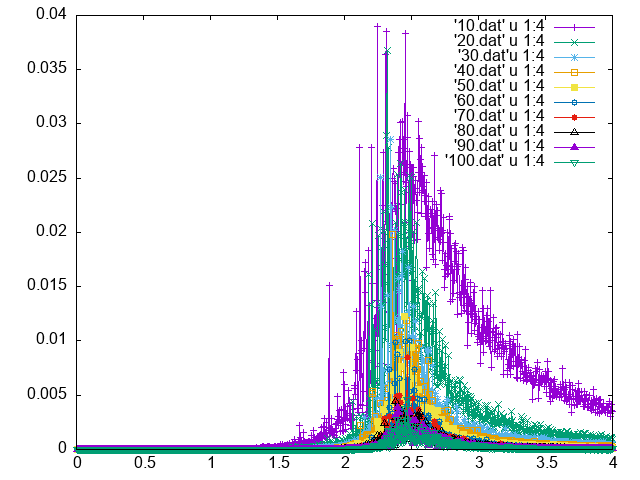 0.04
0.035
0.03
0.025
0.02
0.015
0.01
0.005
0
0 0.5 1 1.5 2 2.5 3 3.5 4
'10.dat' u 1:4
'20.dat' u 1:4
'30.dat'u 1:4
'40.dat' u 1:4
'50.dat' u 1:4
'60.dat' u 1:4
'70.dat' u 1:4
'80.dat' u 1:4
'90.dat' u 1:4
'100.dat' u 1:4